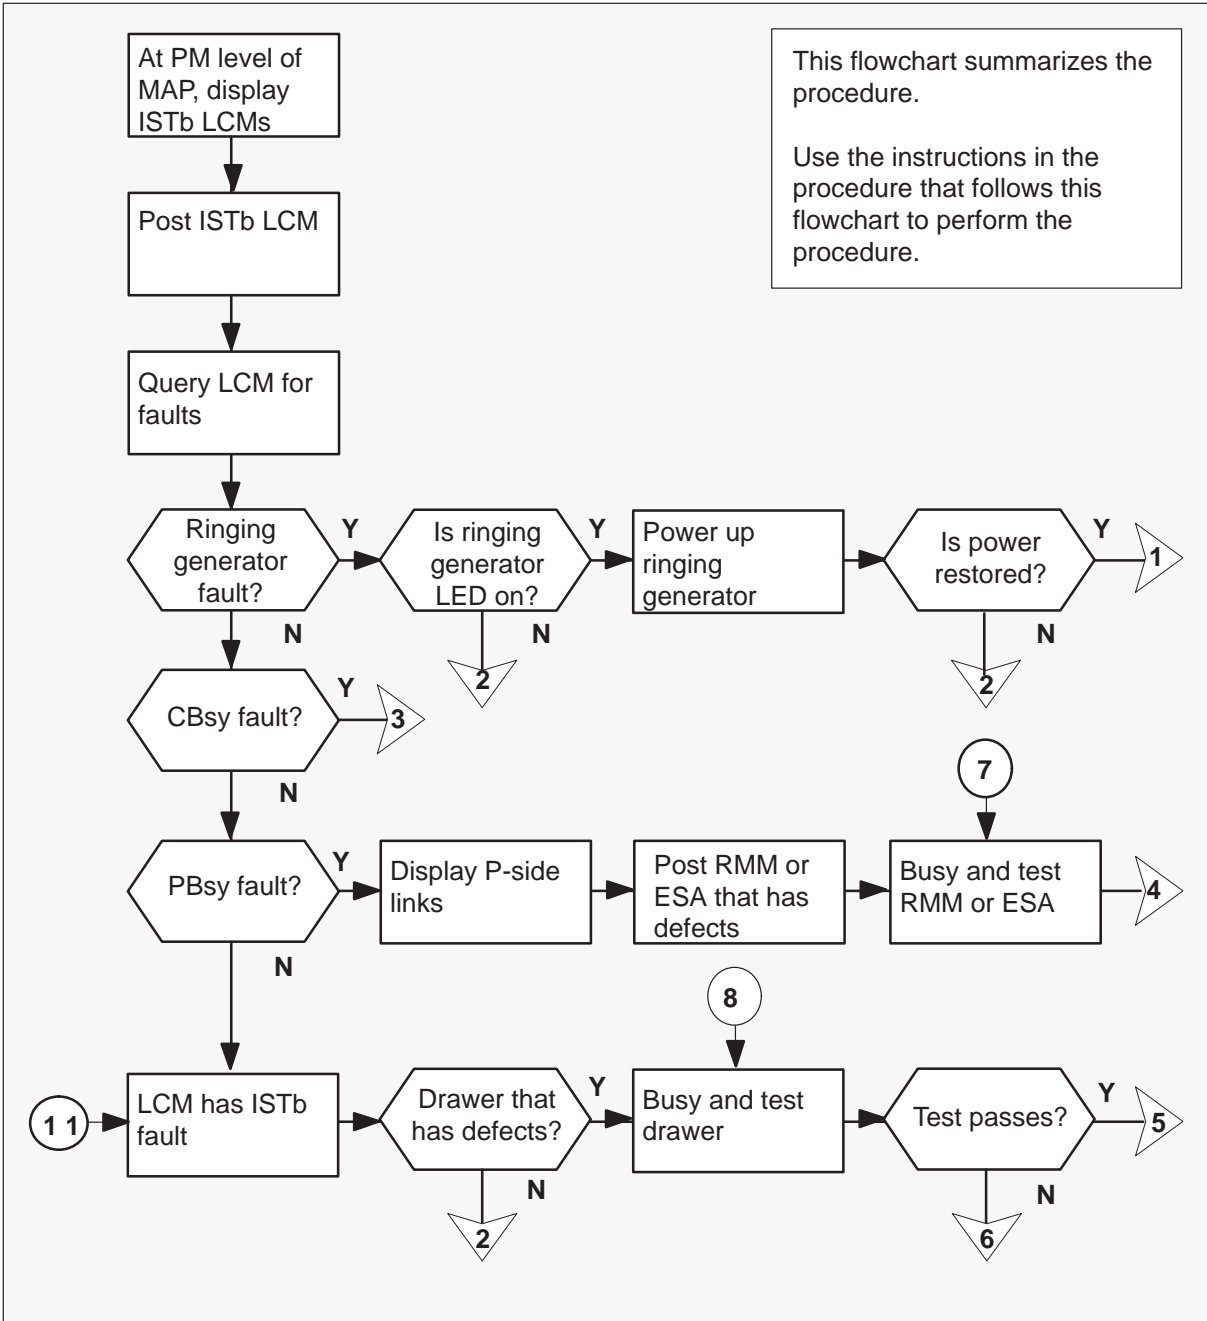 At PM level of
MAP, display
ISTb LCMs
This flowchart summarizes the
procedure.
Use the instructions in the
procedure that follows this
flowchart to perform the
procedure.
Post ISTb LCM
Query LCM for
faults
Ringing
generator
fault?
Y
N
Is ringing
generator
LED on?
Y
N
2
Power up
ringing
generator
Is power
restored?
Y
1
N
2
CBsy fault?
Y
3
N
7
PBsy fault?
Y
N
Display P-side
links
Post RMM or
ESA that has
defects
Busy and test
RMM or ESA
4
8
1 1
LCM has ISTb
fault
Drawer that
has defects?
Y
N
2
Busy and test
drawer
Test passes?
Y
5
N
6